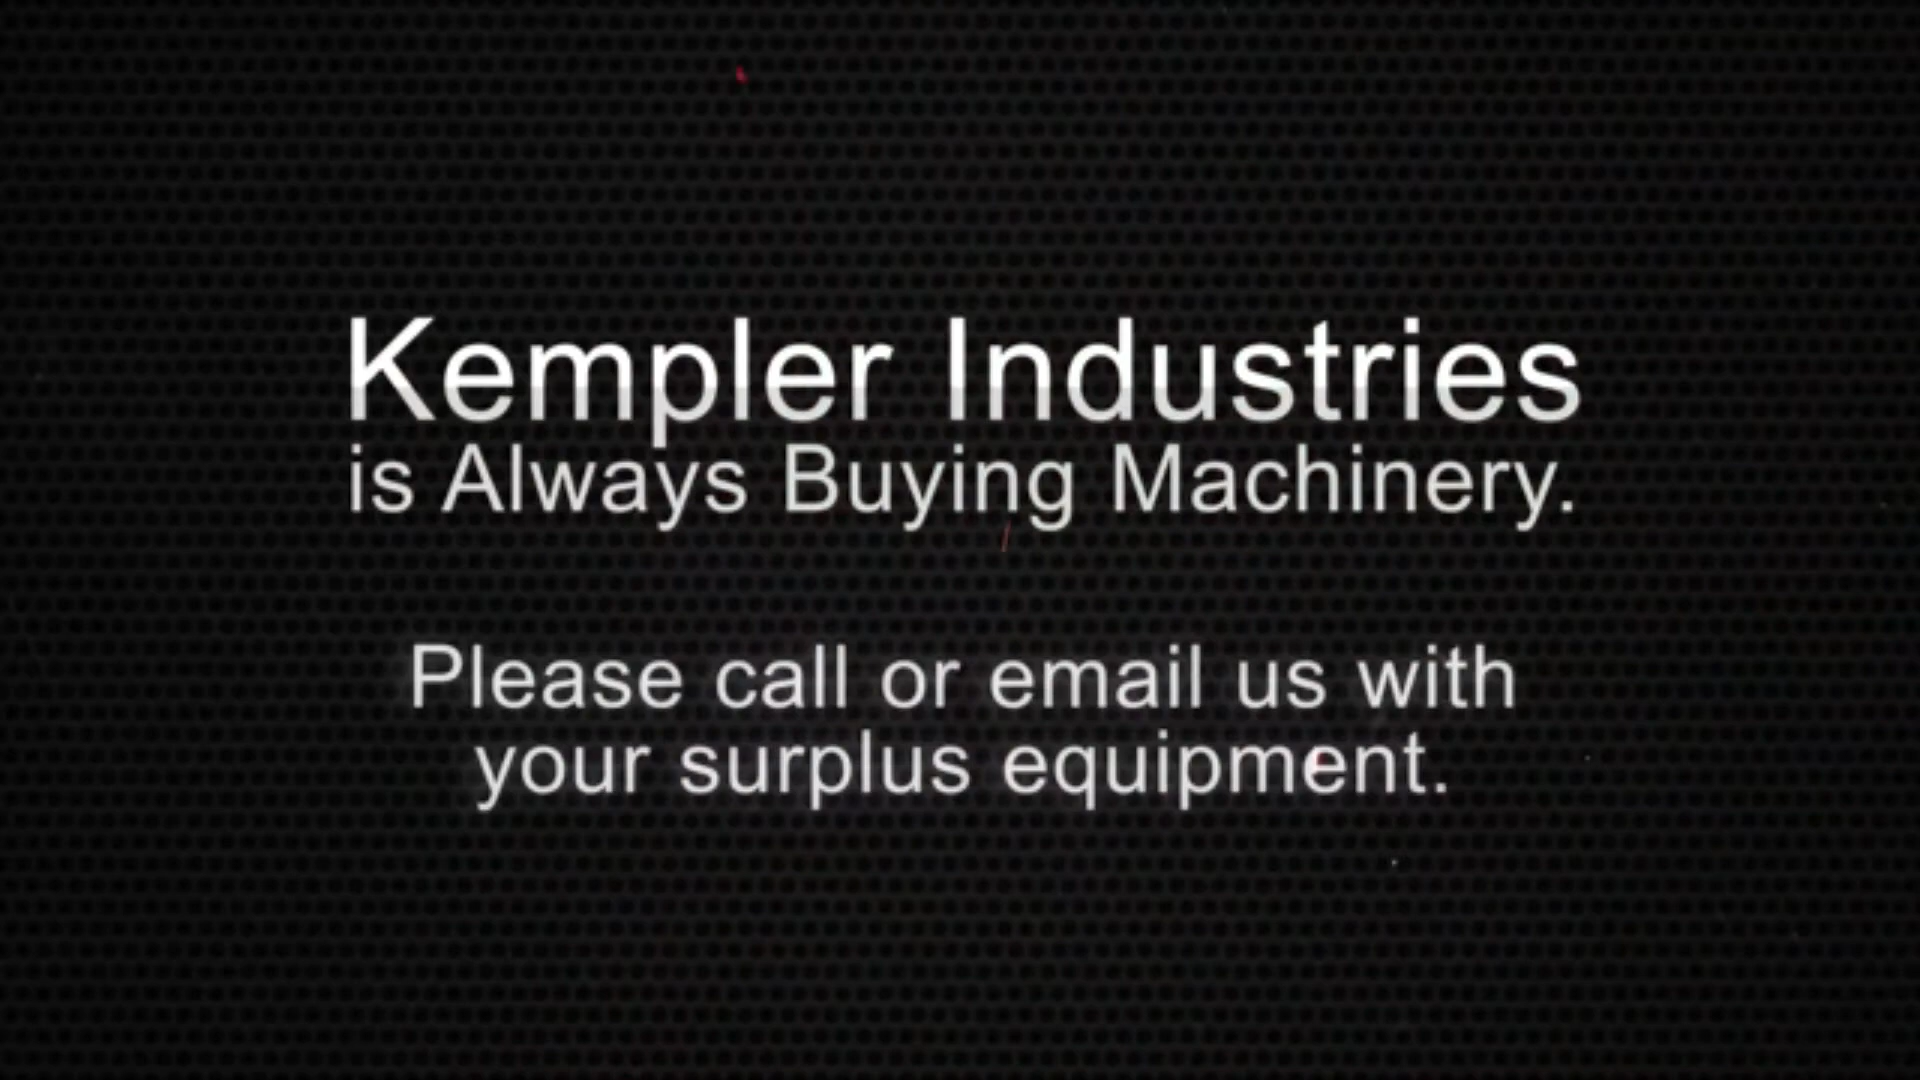 Kempler Industries
is Always Buying Machinery.
Please call or email us with
your surplus equipment.